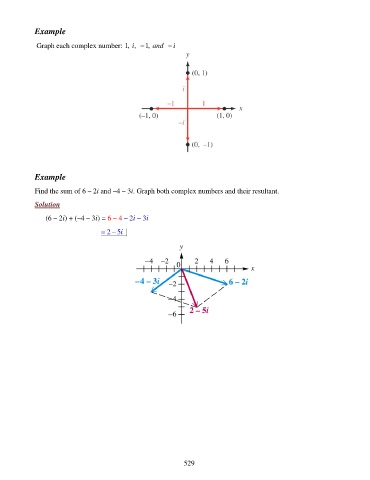 Example
Graph each complex number: 1, i, −1, and −i
y
(0, 1)
i
−1 1
x
(−1, 0) (1, 0)
−i
(0, −1)
Example
Find the sum of 6 – 2i and –4 – 3i. Graph both complex numbers and their resultant.
Solution
(6 – 2i) + (–4 – 3i) = 6 – 4 – 2i – 3i
= 2 – 5i |
y
−4 −2 0 2 4 6
x
−4 − 3i −2 6 − 2i
−4
2 − 5i
−6
529